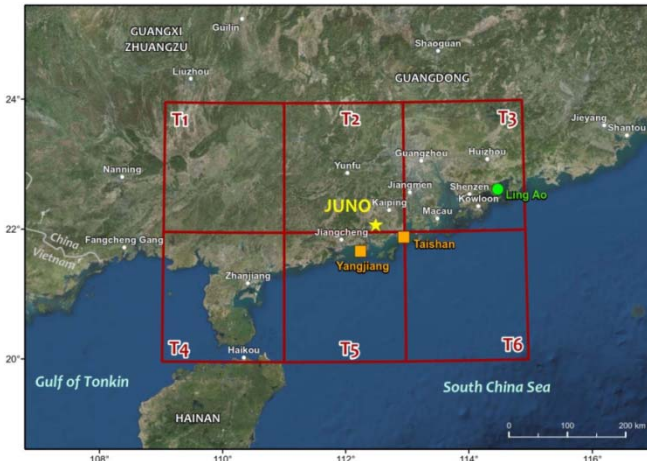 GUANGXI
ZHUANGZU
Guilin
Shaoguan
Liuzhou
GUANGDONG
24°
T1
T2
T3
Jieyang
Shantou
Huizhou
Guangzhou
Nanning
Yunfu
Jiangmen
Shenzen
Ling Ao
Kowloon
JUNO
Kaiping
Macau
22°
China
Vietnam
Fangcheng Gang
Jiangcheng
Taishan
Yangjiang
Zhanjiang
T4
T5
T6
20°
Haikou
Gulf of Tonkin
South China Sea
HAINAN
0 100 200 km
108° 110° 112° 114° 116°